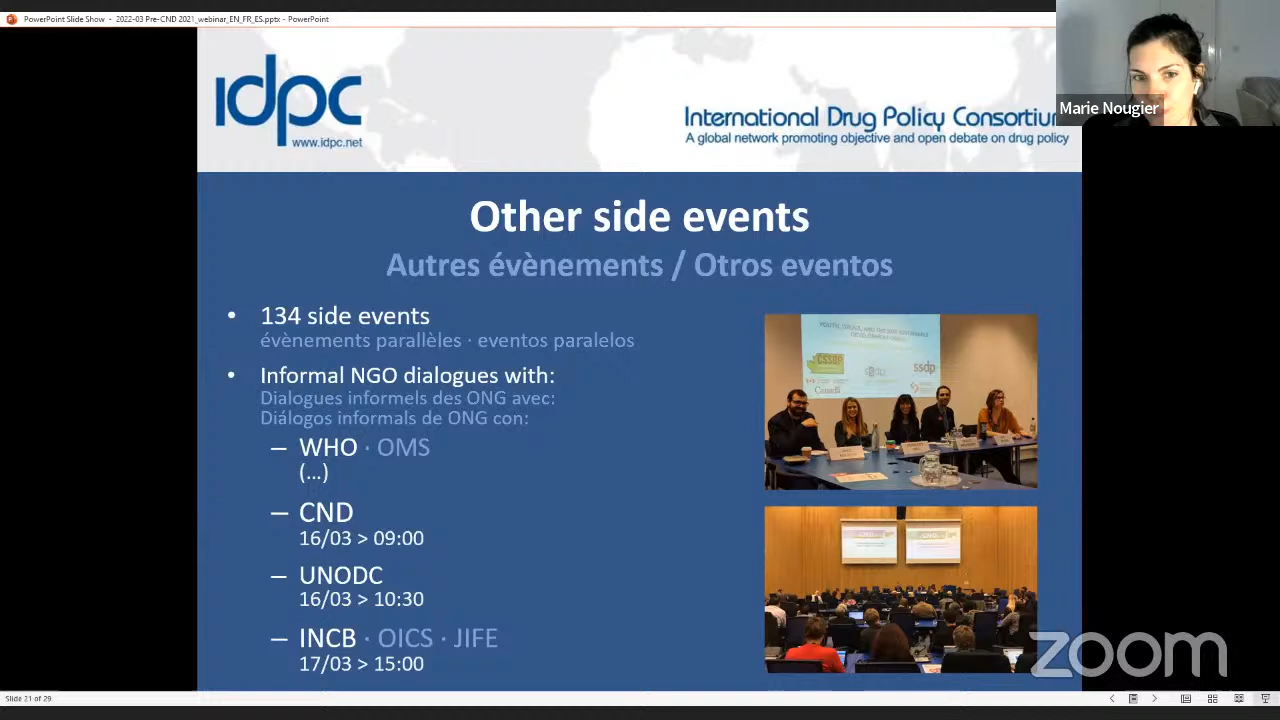 PowerPoint Slide Show - 2022-03 Pre-CND 2021_webinar_EN_FR_ES.pptx - PowerPoint
Marie Nougier
idpc
www.idpc.net
International Drug Policy Consortium
A global network promoting objective and open debate on drug policy
Other side events
Autres évènements / Otros eventos
• 134 side events
évènements parallèles · eventos paralelos
• Informal NGO dialogues with:
Dialogues informels des ONG avec:
Diálogos informals de ONG con:
– WHO · OMS
(...)
– CND
16/03 > 09:00
– UNODC
16/03 > 10:30
– INCB · OICS · JIFE
17/03 > 15:00
CSSDP
Canada
ssdp
zoom
Slide 21 of 29